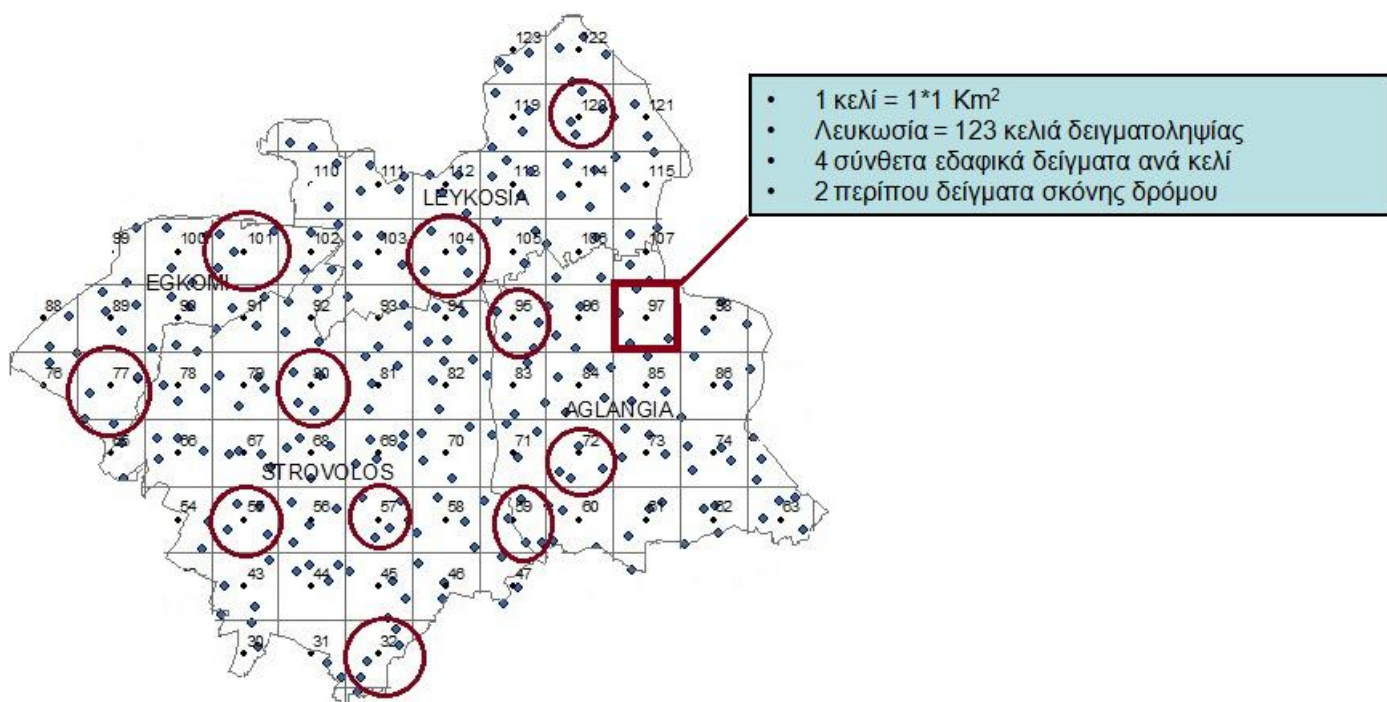 123 122
119 120 121
110 111 112 113 114 115
LEYKOSIA
99 100 101 102 103 104 105 106 107
EGKOMI
88 89 90 91 92 93 94 95 96 97 98
76 77 78 79 80 81 82 83 84 85 86
AGLANGIA
65 66 67 68 69 70 71 72 73 74
STROVOLOS
54 55 56 57 58 59 60 61 62 63
43 44 45 46 47
30 31 32
• 1 κελί = 1*1 Km²
• Λευκωσία = 123 κελιά δειγματοληψίας
• 4 σύνθετα εδαφικά δείγματα ανά κελί
• 2 περίπου δείγματα σκόνης δρόμου